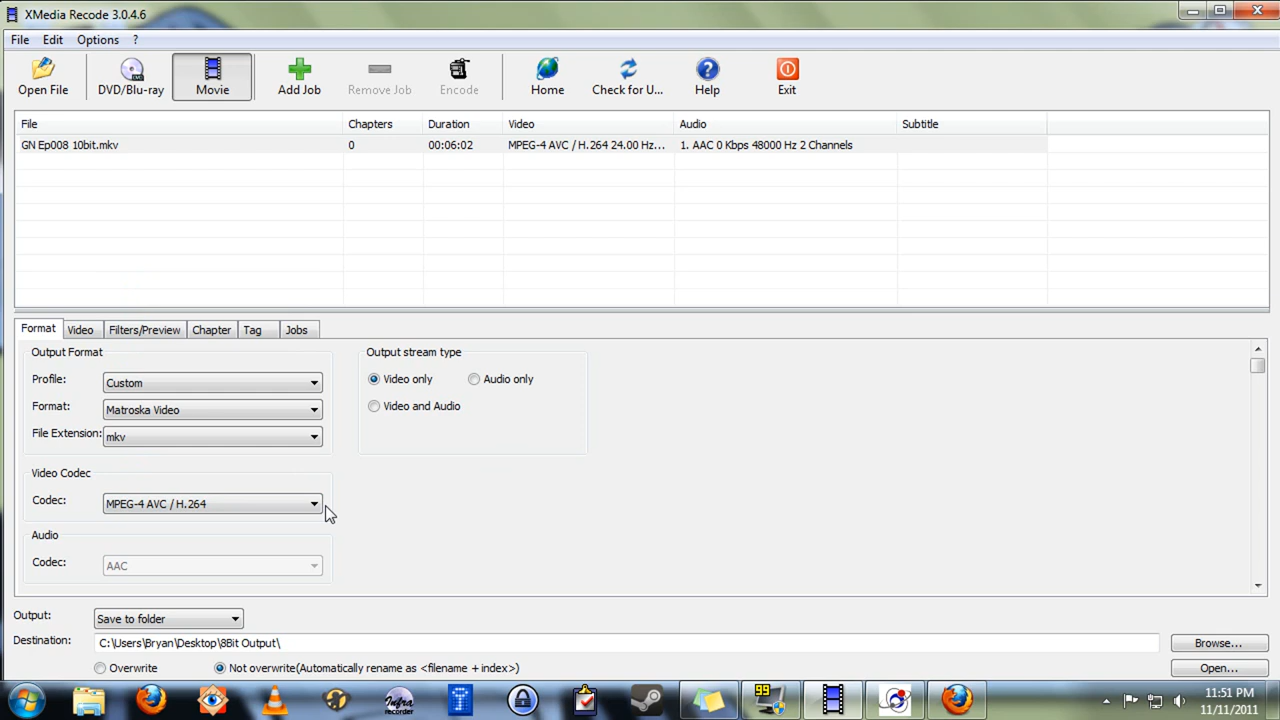 XMedia Recode 3.0.4.6
File Edit Options ?
Open File DVD/Blu-ray Movie Add Job Remove Job Encode Home Check for U... Help Exit
File Chapters Duration Video Audio Subtitle
GN Ep008 10bit.mkv 0 00:06:02 MPEG-4 AVC / H.264 24.00 Hz... 1. AAC 0 Kbps 48000 Hz 2 Channels
Format Video Filters/Preview Chapter Tag Jobs
Output Format Output stream type
Profile: Custom Video only Audio only
Format: Matroska Video Video and Audio
File Extension: mkv
Video Codec
Codec: MPEG-4 AVC / H.264
Audio
Codec: AAC
Output: Save to folder
Destination: C:\Users\Bryan\Desktop\8Bit Output\ Browse...
Overwrite Not overwrite(Automatically rename as <filename + index>) Open...
99
Infra
recorder
11:51 PM
11/11/2011